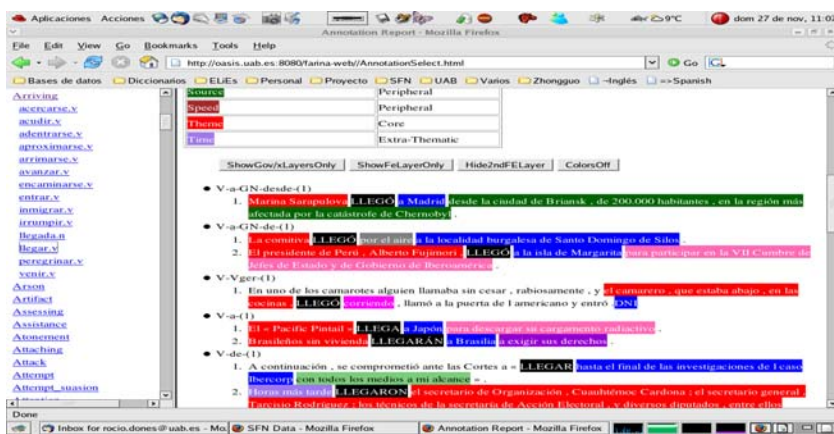 Aplicaciones Acciones 9°C dom 27 de nov, 11:0
Annotation Report - Mozilla Firefox
File Edit View Go Bookmarks Tools Help
http://oasis.uab.es:8080/farina-web//AnnotationSelect.html Go
Bases de datos Diccionarios ELiEs Personal Proyecto SFN UAB Varios Zhongguo -Inglés =>Spanish
Arriving
acercarse.v
acudir.v
adentrarse.v
aproximarse.v
arrimarse.v
avanzar.v
encaminarse.v
entrar.v
inmigrar.v
irrumpir.v
llegada.n
llegar.v
peregrinar.v
venir.v
Arson
Artifact
Assessing
Assistance
Atonement
Attaching
Attack
Attempt
Attempt_suasion
Source Peripheral
Speed Peripheral
Theme Core
Time Extra-Thematic
ShowGov/xLayersOnly ShowFeLayerOnly Hide2ndFELayer ColorsOff
V-a-GN-desde-(1)
1. Marina Sarapulova LLEGÓ a Madrid desde la ciudad de Briansk , de 200.000 habitantes , en la región más
afectada por la catástrofe de Chernobyl .
V-a-GN-de-(1)
1. La comitiva LLEGÓ por el aire a la localidad burgalesa de Santo Domingo de Silos .
2. El presidente de Perú , Alberto Fujimori , LLEGÓ a la isla de Margarita para participar en la VII Cumbre de
Jefes de Estado y de Gobierno de Iberoamérica .
V-Vger-(1)
1. En uno de los camarotes alguien llamaba sin cesar , rabiosamente , y el camarero , que estaba abajo , en las
cocinas , LLEGÓ corriendo , llamó a la puerta de l americano y entró .DNI
V-a-(1)
1. El « Pacific Pintail » LLEGA a Japón para descargar su cargamento radiactivo .
2. Brasileños sin vivienda LLEGARÁN a Brasilia a exigir sus derechos .
V-de-(1)
1. A continuación , se comprometió ante las Cortes a « LLEGAR hasta el final de las investigaciones de l caso
Ibercorp con todos los medios a mi alcance » .
2. Horas más tarde LLEGARON el secretario de Organización , Cuauhtémoc Cardona ; el secretario general ,
Tarcisio Rodríguez ; los técnicos de la secretaría de Acción Electoral , y diversos diputados , entre ellos
Done
Inbox for rocio.dones@uab.es - Mo. SFN Data - Mozilla Firefox Annotation Report - Mozilla Firefox